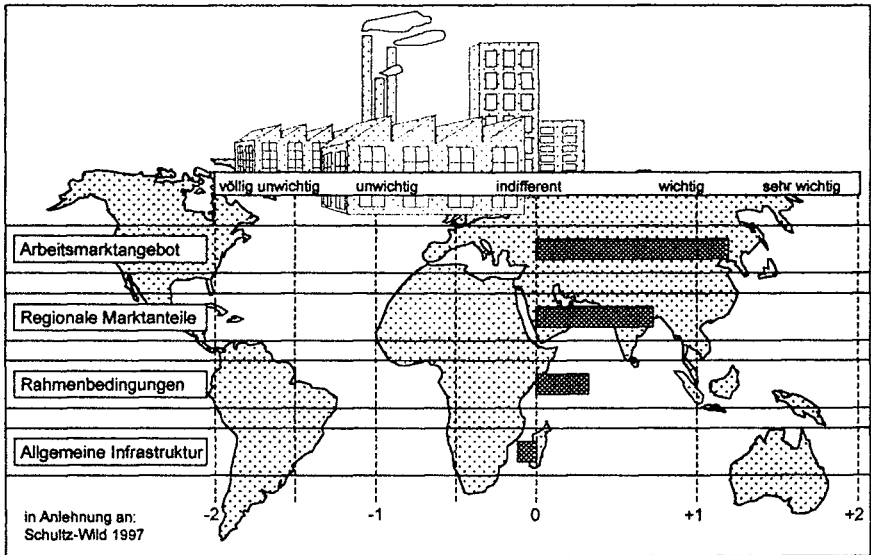 völlig unwichtig unwichtig indifferent wichtig sehr wichtig
Arbeitsmarktangebot
Regionale Marktanteile
Rahmenbedingungen
Allgemeine Infrastruktur
in Anlehnung an:
Schultz-Wild 1997
-2 -1 0 +1 +2